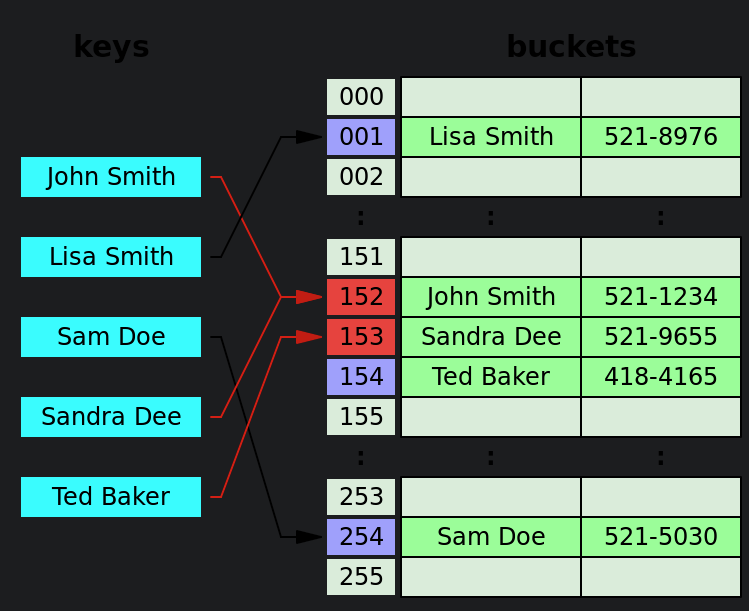 keys
buckets
000
001 Lisa Smith 521-8976
002
: : :
John Smith
Lisa Smith
Sam Doe
Sandra Dee
Ted Baker
151
152 John Smith 521-1234
153 Sandra Dee 521-9655
154 Ted Baker 418-4165
155
: : :
253
254 Sam Doe 521-5030
255